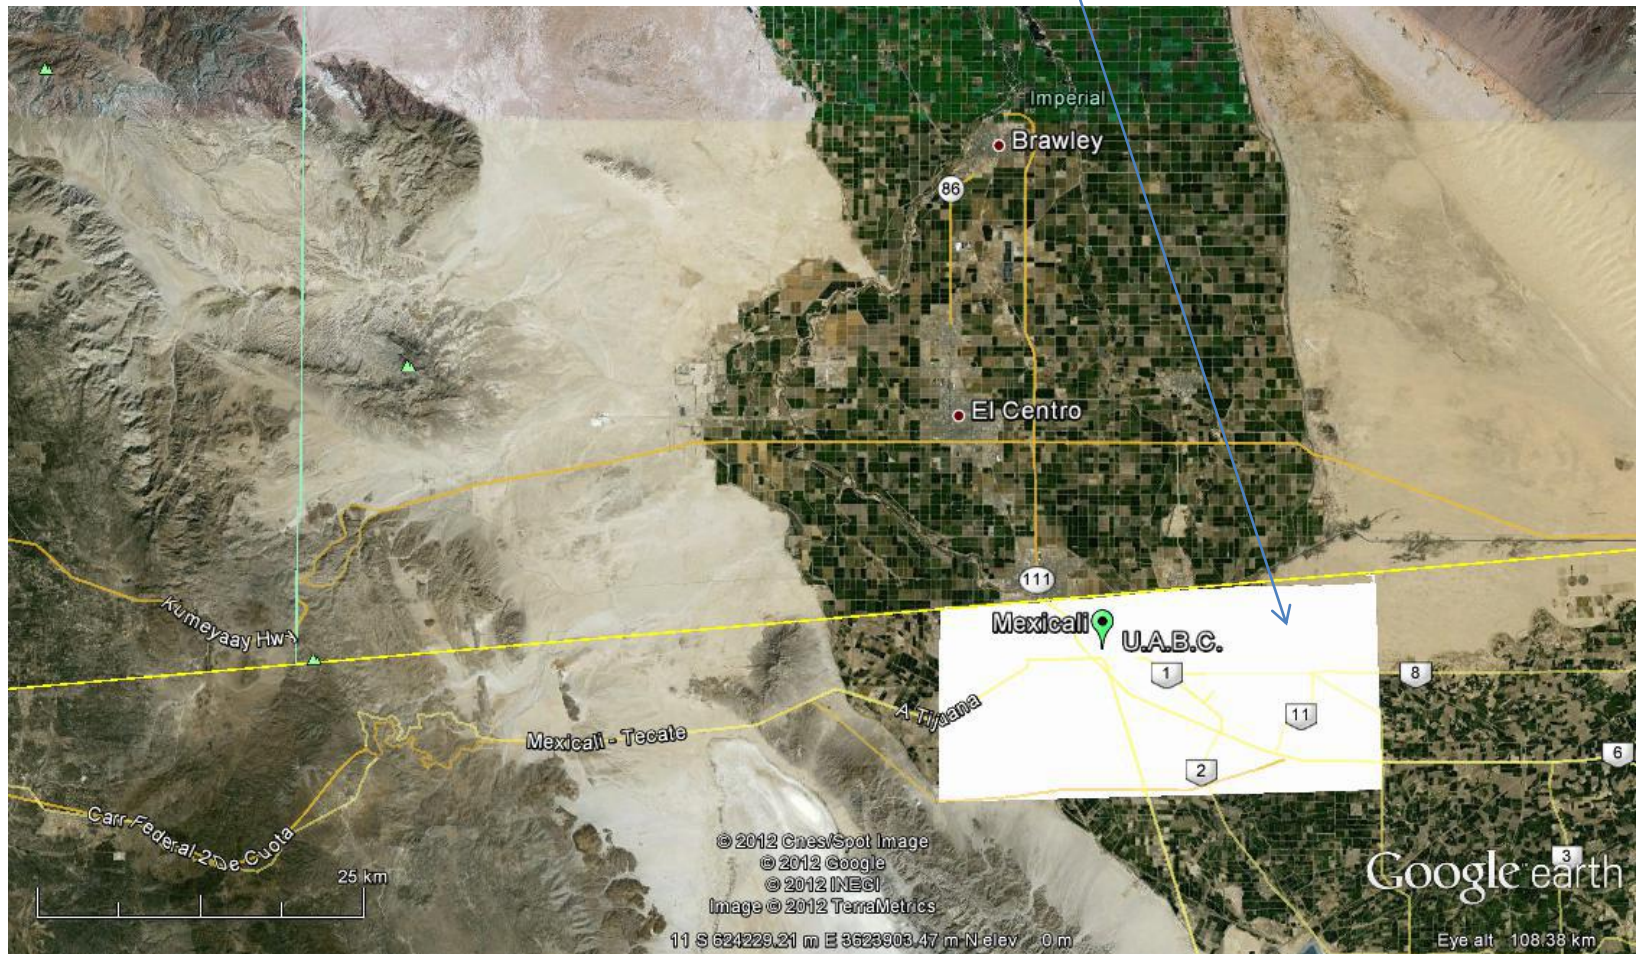 Imperial
Brawley
86
El Centro
111
Kumeyaay Hwy
Mexicali
U.A.B.C.
1
8
A Tijuana
11
Mexicali - Tecate
6
2
Carr Federal 2 De Cuota
3
25 km
© 2012 Cnes/Spot Image
© 2012 Google
© 2012 INEGI
Image © 2012 TerraMetrics
Google earth
11 S 624229.21 m E 3623903.47 m N elev 0 m
Eye alt 108.38 km